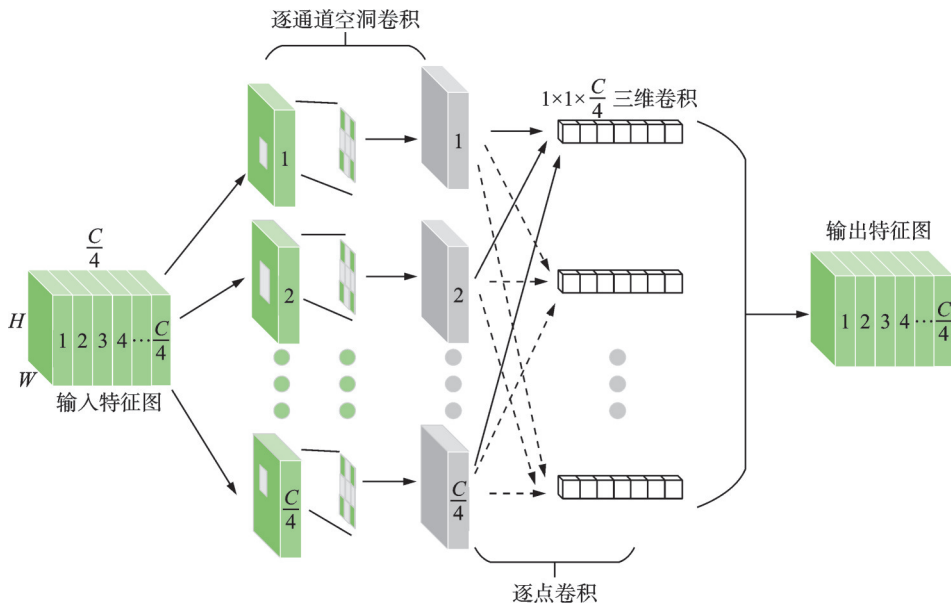 逐通道空洞卷积
1×1×C/4 三维卷积
1
1
2
2
C/4
C/4
C/4
H
W
1 2 3 4 ⋯ C/4
输入特征图
输出特征图
1 2 3 4 ⋯ C/4
逐点卷积